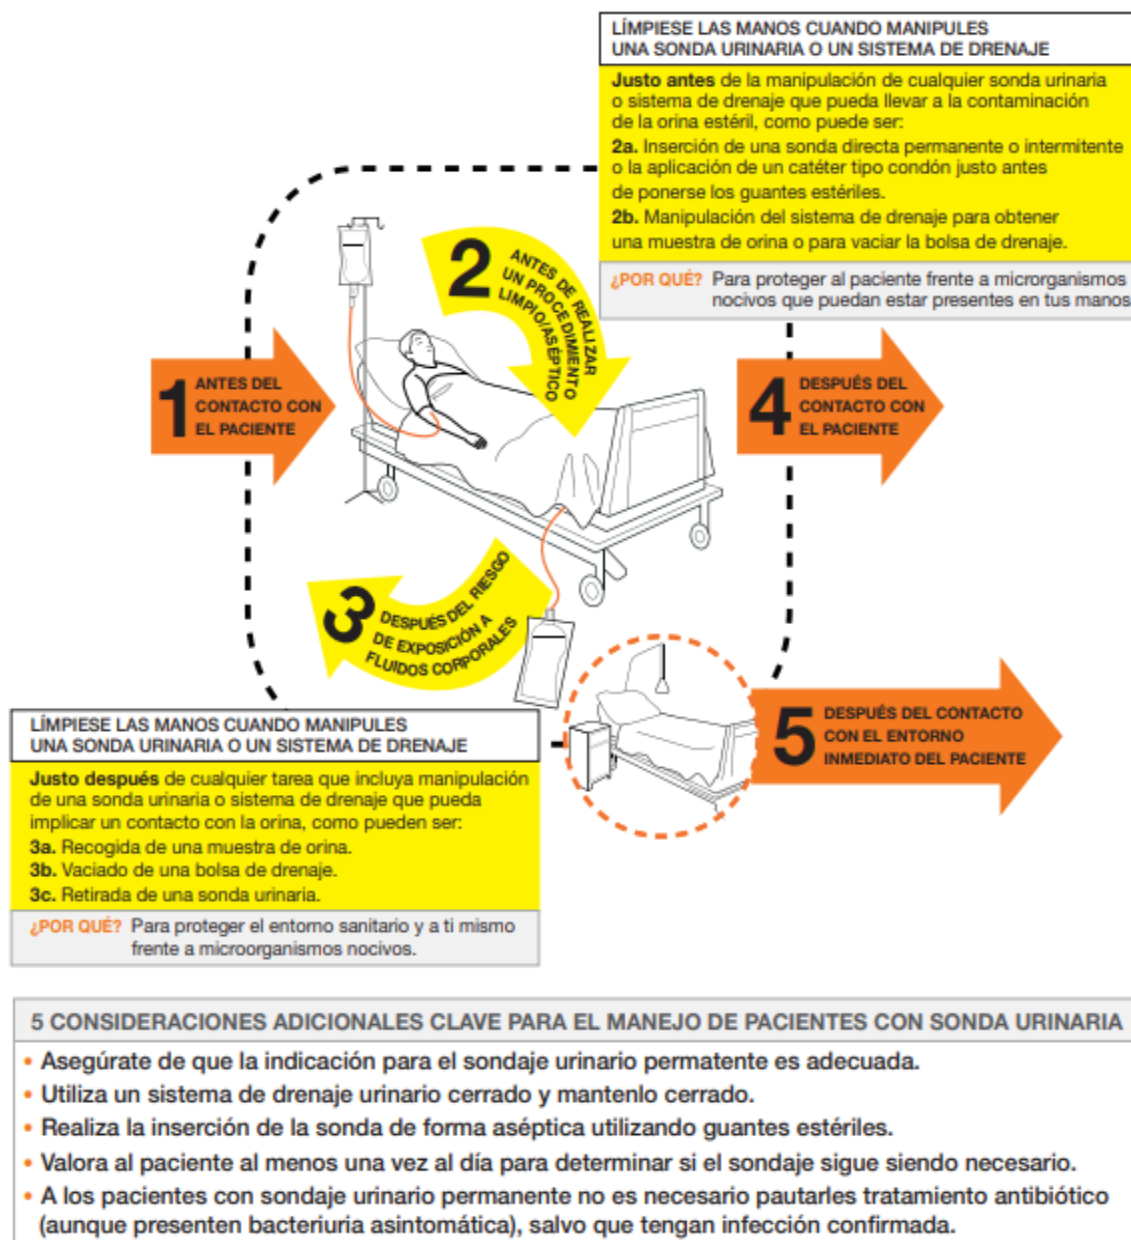 LÍMPIESE LAS MANOS CUANDO MANIPULES
UNA SONDA URINARIA O UN SISTEMA DE DRENAJE
Justo antes de la manipulación de cualquier sonda urinaria
o sistema de drenaje que pueda llevar a la contaminación
de la orina estéril, como puede ser:
2a. Inserción de una sonda directa permanente o intermitente
o la aplicación de un catéter tipo condón justo antes
de ponerse los guantes estériles.
2b. Manipulación del sistema de drenaje para obtener
una muestra de orina o para vaciar la bolsa de drenaje.
¿POR QUÉ? Para proteger al paciente frente a microrganismos
nocivos que puedan estar presentes en tus manos
1 ANTES DEL
CONTACTO CON
EL PACIENTE
2 ANTES DE REALIZAR
UN PROCEDIMIENTO
LIMPIO/ASÉPTICO
3 DESPUÉS DEL RIESGO
DE EXPOSICIÓN A
FLUIDOS CORPORALES
4 DESPUÉS DEL
CONTACTO CON
EL PACIENTE
5 DESPUÉS DEL CONTACTO
CON EL ENTORNO
INMEDIATO DEL PACIENTE
LÍMPIESE LAS MANOS CUANDO MANIPULES
UNA SONDA URINARIA O UN SISTEMA DE DRENAJE
Justo después de cualquier tarea que incluya manipulación
de una sonda urinaria o sistema de drenaje que pueda
implicar un contacto con la orina, como pueden ser:
3a. Recogida de una muestra de orina.
3b. Vaciado de una bolsa de drenaje.
3c. Retirada de una sonda urinaria.
¿POR QUÉ? Para proteger el entorno sanitario y a ti mismo
frente a microorganismos nocivos.
5 CONSIDERACIONES ADICIONALES CLAVE PARA EL MANEJO DE PACIENTES CON SONDA URINARIA
• Asegúrate de que la indicación para el sondaje urinario permatente es adecuada.
• Utiliza un sistema de drenaje urinario cerrado y mantenlo cerrado.
• Realiza la inserción de la sonda de forma aséptica utilizando guantes estériles.
• Valora al paciente al menos una vez al día para determinar si el sondaje sigue siendo necesario.
• A los pacientes con sondaje urinario permanente no es necesario pautarles tratamiento antibiótico
(aunque presenten bacteriuria asintomática), salvo que tengan infección confirmada.